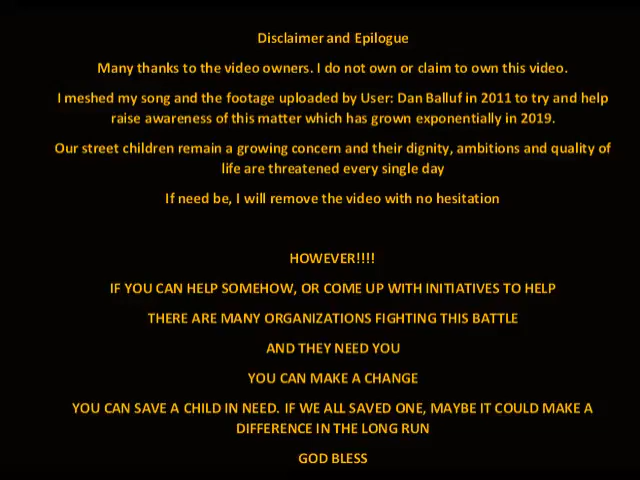 Disclaimer and Epilogue
Many thanks to the video owners. I do not own or claim to own this video.
I meshed my song and the footage uploaded by User: Dan Balluf in 2011 to try and help
raise awareness of this matter which has grown exponentially in 2019.
Our street children remain a growing concern and their dignity, ambitions and quality of
life are threatened every single day
If need be, I will remove the video with no hesitation
HOWEVER!!!!
IF YOU CAN HELP SOMEHOW, OR COME UP WITH INITIATIVES TO HELP
THERE ARE MANY ORGANIZATIONS FIGHTING THIS BATTLE
AND THEY NEED YOU
YOU CAN MAKE A CHANGE
YOU CAN SAVE A CHILD IN NEED. IF WE ALL SAVED ONE, MAYBE IT COULD MAKE A
DIFFERENCE IN THE LONG RUN
GOD BLESS